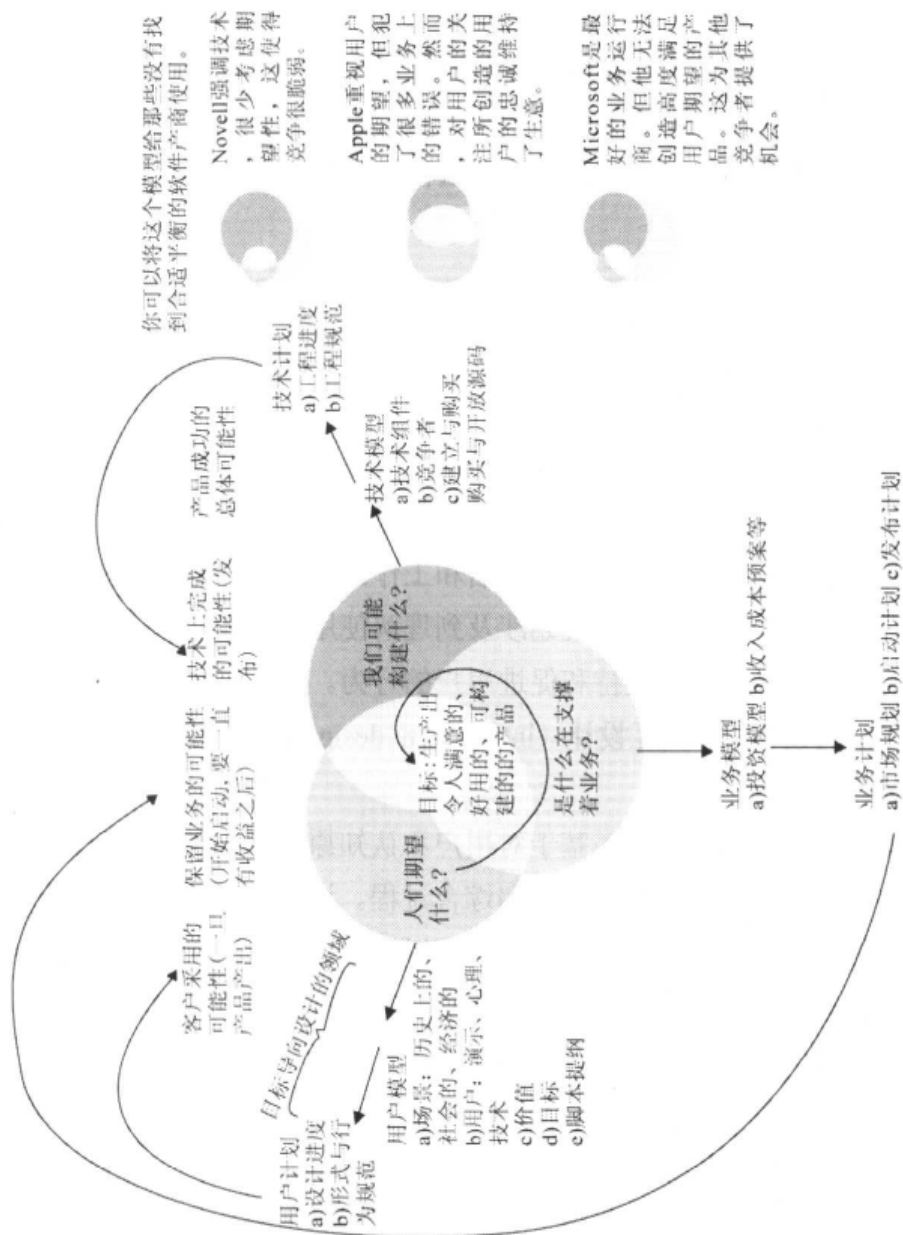 客户采用的
可能性(一旦
产品产出)
保留业务的可能性
(开始启动,要一直
有收益之后)
技术上完成
的可能性(发
布)
产品成功的
总体可能性
用户计划
a)设计进度
b)形式与行
为规范
目标导向设计的领域
用户模型
a)场景：历史上的、
社会的、经济的
b)用户：演示、心理、
技术
c)价值
d)目标
e)脚本提纲
人们期望
什么?
我们可能
构建什么?
目标:生产出
令人满意的、
好用的、可构
建的的产品
是什么在支撑
着业务?
技术计划
a)工程进度
b)工程规范
技术模型
a)技术组件
b)竞争者
c)建立与购买
购买与开放源码
业务模型
a)投资模型 b)收入成本预案等
业务计划
a)市场规划 b)启动计划 c)发布计划
你可以将这个模型给那些没有找
到合适平衡的软件产商使用。
Novell强调技术
，很少考虑期
望性，这使得
竞争很脆弱。
Apple重视用户
的期望，但犯
了很多业务上
的错误。然而
，对用户的关
注所创造的用
户的忠诚维持
了生意。
Microsoft是最
好的业务运行
商。但他无法
创造高度满足
用户期望的产
品。这为其他
竞争者提供了
机会。